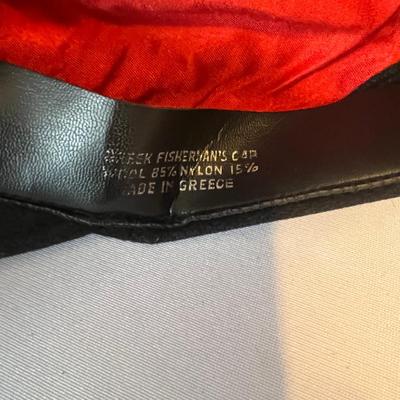 GREEK FISHERMAN'S CAP
WOOL 85% NYLON 15%
MADE IN GREECE